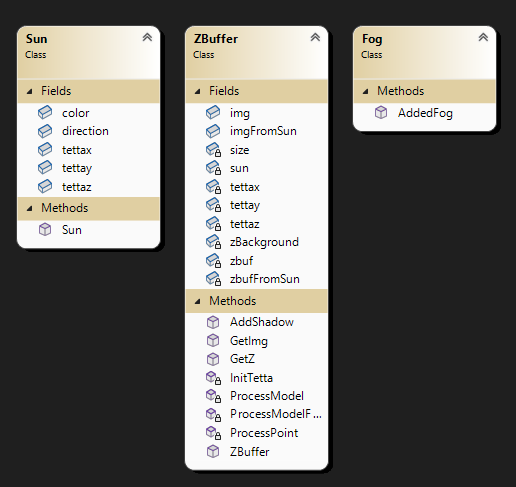 Sun
Class
Fields
color
direction
tettax
tettay
tettaz
Methods
Sun
ZBuffer
Class
Fields
img
imgFromSun
size
sun
tettax
tettay
tettaz
zBackground
zbuf
zbufFromSun
Methods
AddShadow
GetImg
GetZ
InitTetta
ProcessModel
ProcessModelF...
ProcessPoint
ZBuffer
Fog
Class
Methods
AddedFog